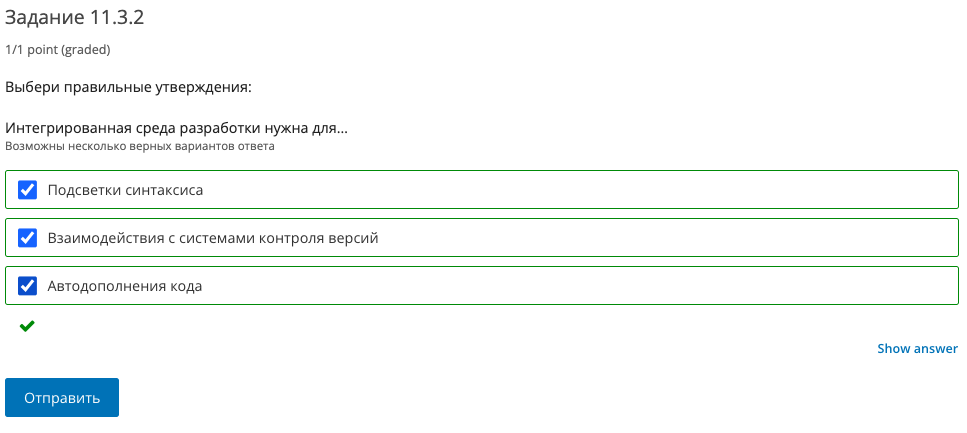 Задание 11.3.2
1/1 point (graded)
Выбери правильные утверждения:
Интегрированная среда разработки нужна для...
Возможны несколько верных вариантов ответа
Подсветки синтаксиса
Взаимодействия с системами контроля версий
Автодополнения кода
Show answer
Отправить